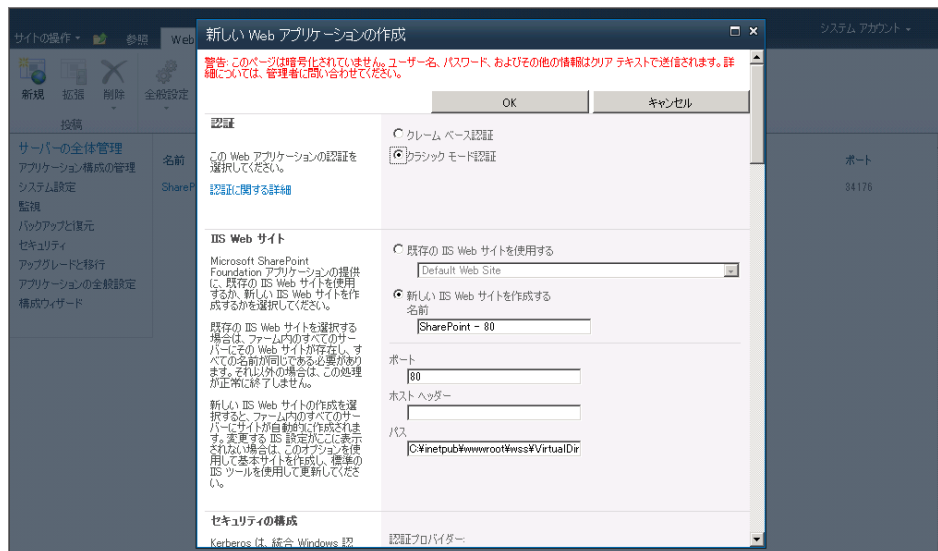 サイトの操作
参照
Web
システム アカウント
新規
拡張
削除
全般設定
投稿
サーバーの全体管理
アプリケーション構成の管理
システム設定
監視
バックアップと復元
セキュリティ
アップグレードと移行
アプリケーションの全般設定
構成ウィザード
名前
ShareP
ポート
34176
新しい Web アプリケーションの作成
警告: このページは暗号化されていません。ユーザー名、パスワード、およびその他の情報はクリア テキストで送信されます。詳
細については、管理者に問い合わせてください。
OK
キャンセル
認証
この Web アプリケーションの認証を
選択してください。
認証に関する詳細
クレーム ベース認証
クラシック モード認証
IIS Web サイト
Microsoft SharePoint
Foundation アプリケーションの提供
に、既存の IIS Web サイトを使用
するか、新しい IIS Web サイトを作
成するかを選択してください。
既存の IIS Web サイトを選択する
場合は、ファーム内のすべてのサー
バーにその Web サイトが存在し、す
べての名前が同じである必要があり
ます。それ以外の場合は、この処理
が正常に終了しません。
新しい IIS Web サイトの作成を選
択すると、ファーム内のすべてのサー
バーにサイトが自動的に作成されま
す。変更する IIS 設定がここに表示
されない場合は、このオプションを使
用して基本サイトを作成し、標準の
IIS ツールを使用して更新してくださ
い。
既存の IIS Web サイトを使用する
Default Web Site
新しい IIS Web サイトを作成する
名前
SharePoint - 80
ポート
80
ホスト ヘッダー
パス
C:¥inetpub¥wwwroot¥wss¥VirtualDir
セキュリティの構成
Kerberos は、統合 Windows 認
認証プロバイダー: